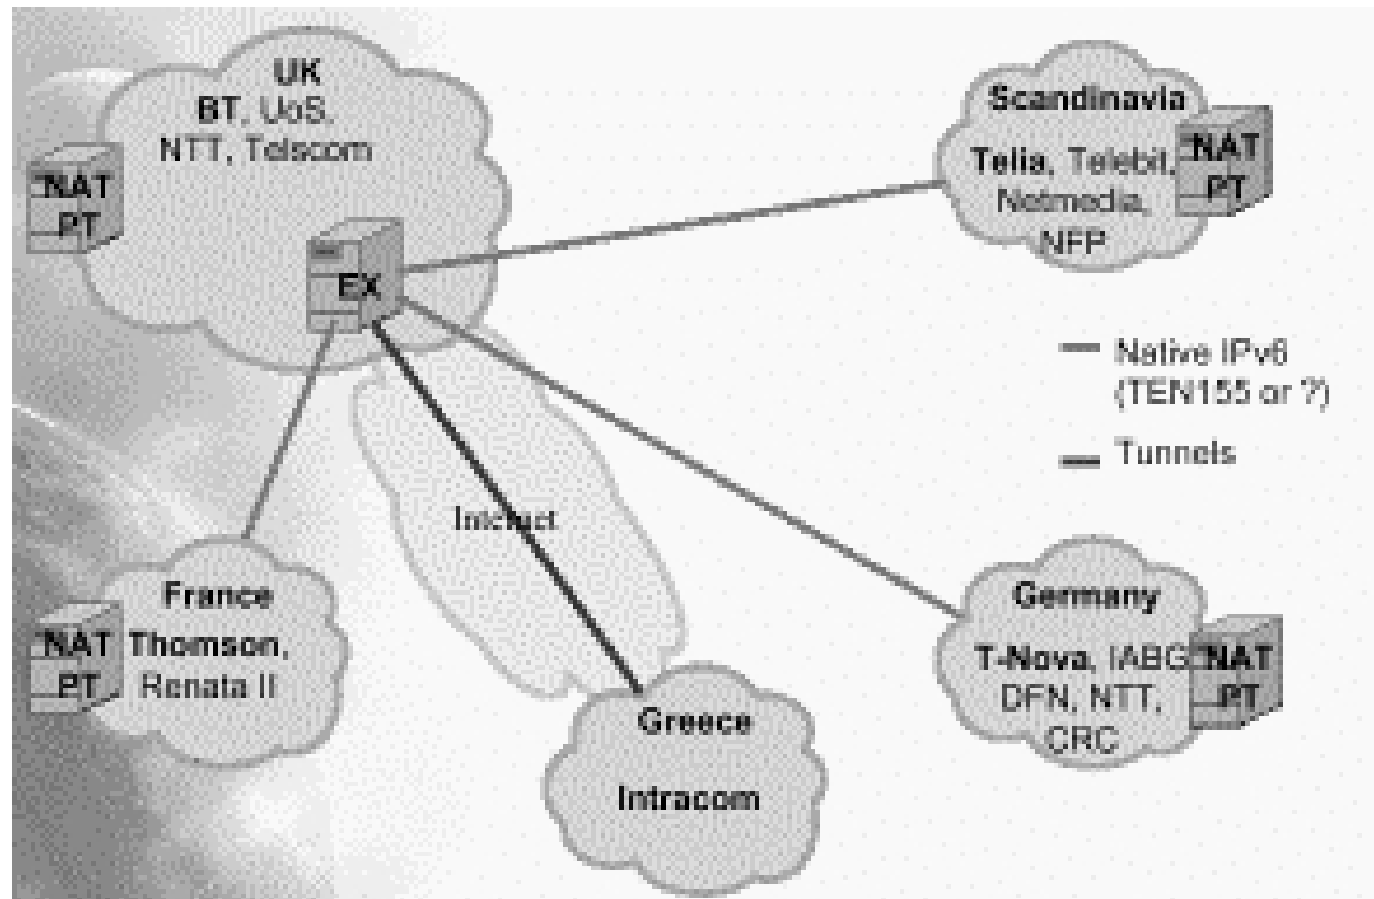 UK
BT, UoS,
NTT, Telscom
NAT
PT
EX
Scandinavia
Telia, Telebit,
Netmedia,
NFP
NAT
PT
Native IPv6
(TEN155 or ?)
Tunnels
Internet
France
Thomson,
Renata II
NAT
PT
Greece
Intracom
Germany
T-Nova, IABG
DFN, NTT,
CRC
NAT
PT